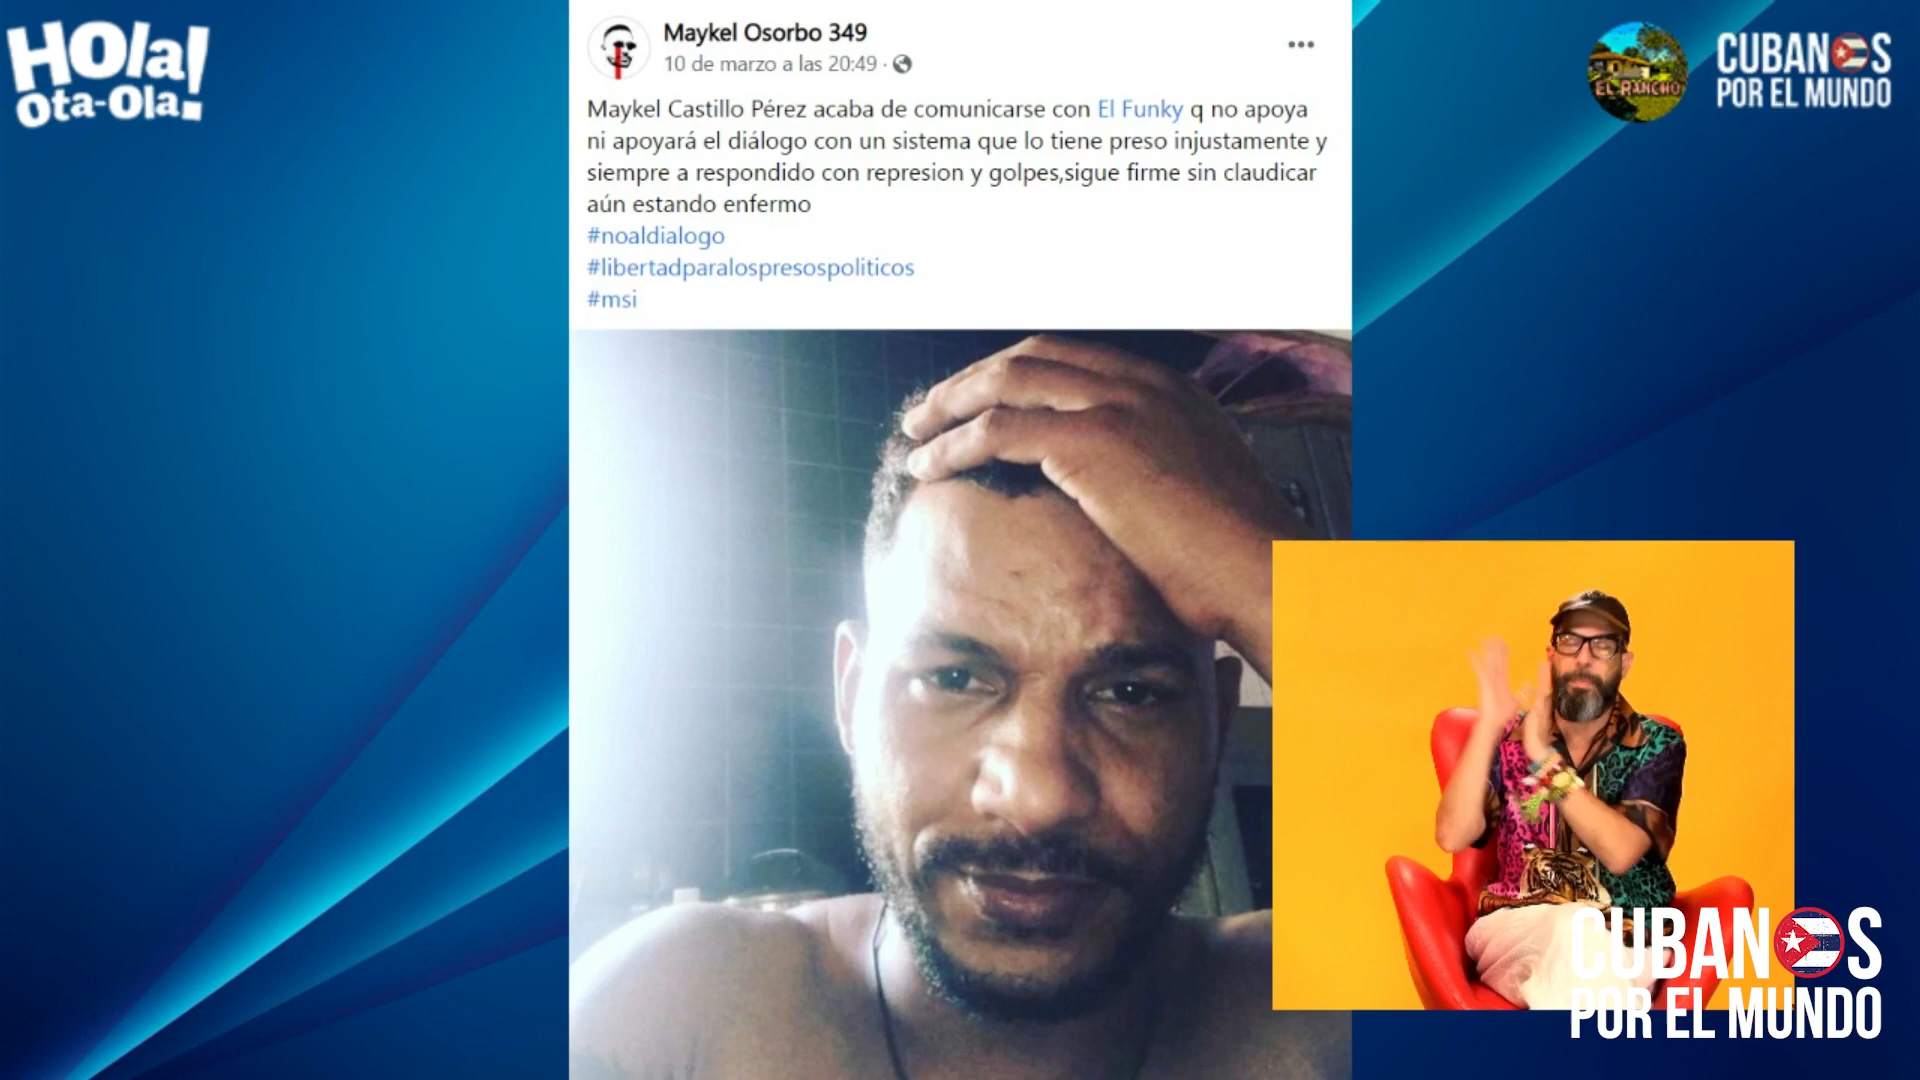 Hola!
Ota-Ola!
Maykel Osorbo 349
10 de marzo a las 20:49 ·
Maykel Castillo Pérez acaba de comunicarse con El Funky q no apoya
ni apoyará el diálogo con un sistema que lo tiene preso injustamente y
siempre a respondido con represion y golpes,sigue firme sin claudicar
aún estando enfermo
#noaldialogo
#libertadparalospresospoliticos
#msi
EL RANCHO
CUBANOS
POR EL MUNDO
CUBANOS
POR EL MUNDO